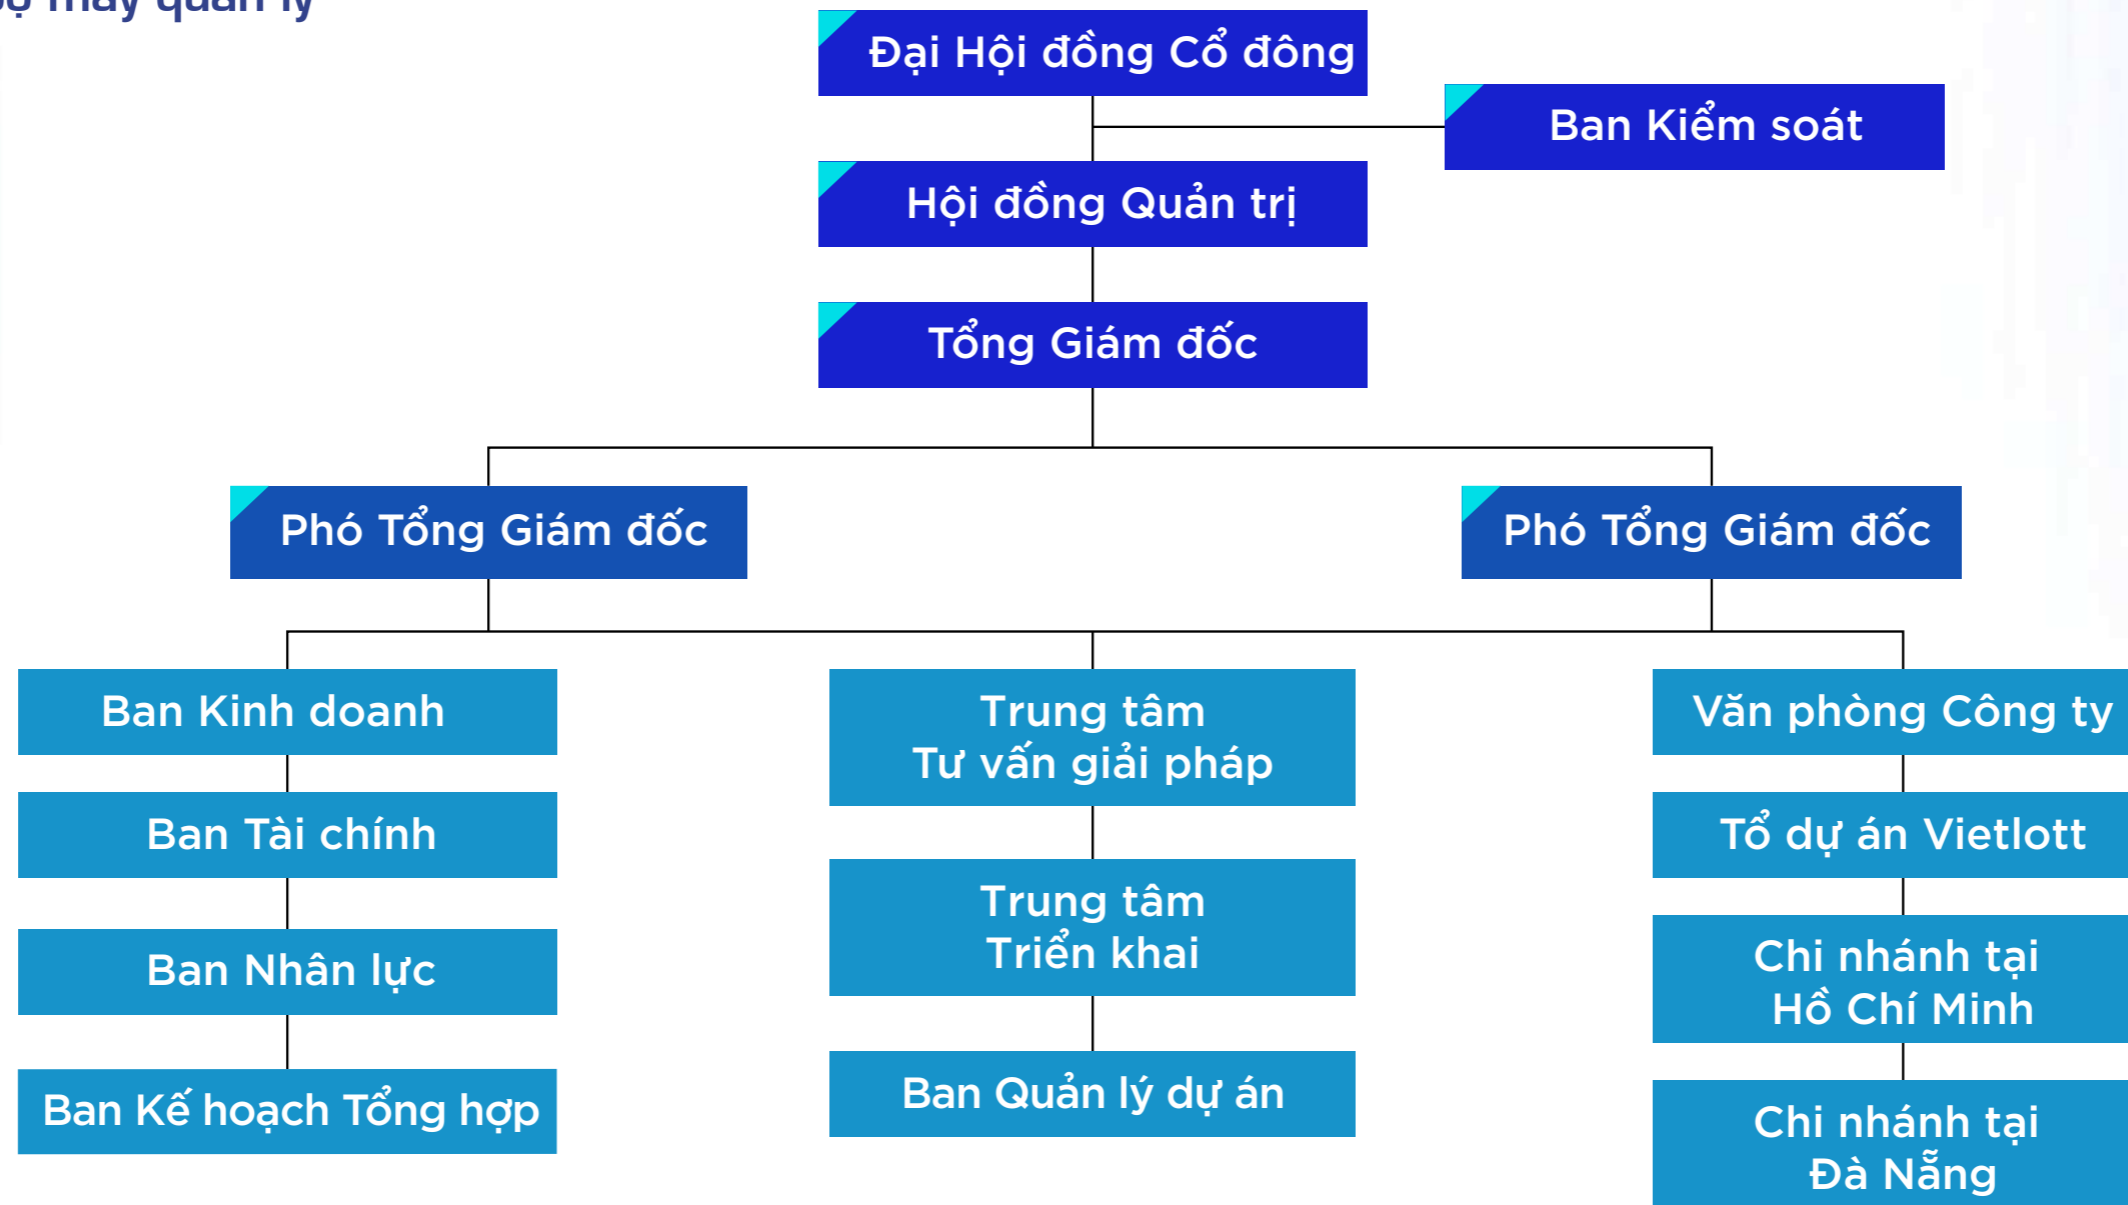 máy quản lý
Đại Hội đồng Cổ đông
Ban Kiểm soát
Hội đồng Quản trị
Tổng Giám đốc
Phó Tổng Giám đốc
Phó Tổng Giám đốc
Ban Kinh doanh
Ban Tài chính
Ban Nhân lực
Ban Kế hoạch Tổng hợp
Trung tâm
Tư vấn giải pháp
Trung tâm
Triển khai
Ban Quản lý dự án
Văn phòng Công ty
Tổ dự án Vietlott
Chi nhánh tại
Hồ Chí Minh
Chi nhánh tại
Đà Nẵng